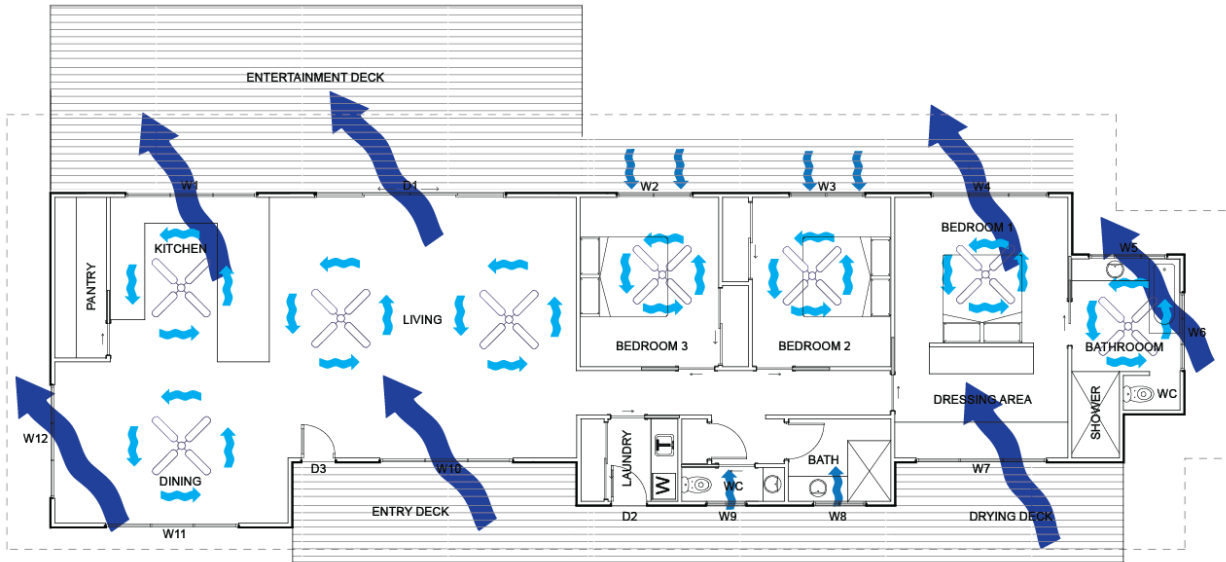 ENTERTAINMENT DECK
W1
D1
W2
W3
W4
KITCHEN
BEDROOM 1
W5
PANTRY
LIVING
W6
BEDROOM 3
BEDROOM 2
BATHROOOM
WC
DRESSING AREA
SHOWER
W12
LAUNDRY
T
W
D3
W10
BATH
W7
DINING
WC
ENTRY DECK
D2
W9
W8
DRYING DECK
W11